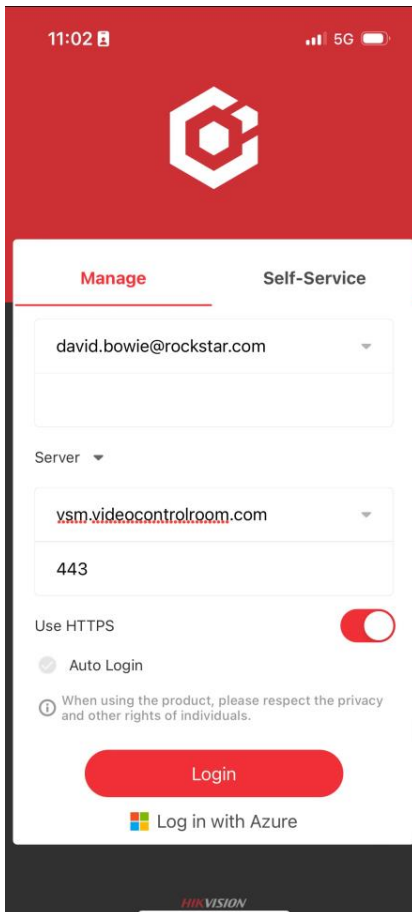 11:02
5G
Manage
Self-Service
david.bowie@rockstar.com
Server
vsm.videocontrolroom.com
443
Use HTTPS
Auto Login
When using the product, please respect the privacy
and other rights of individuals.
Login
Log in with Azure
HIKVISION